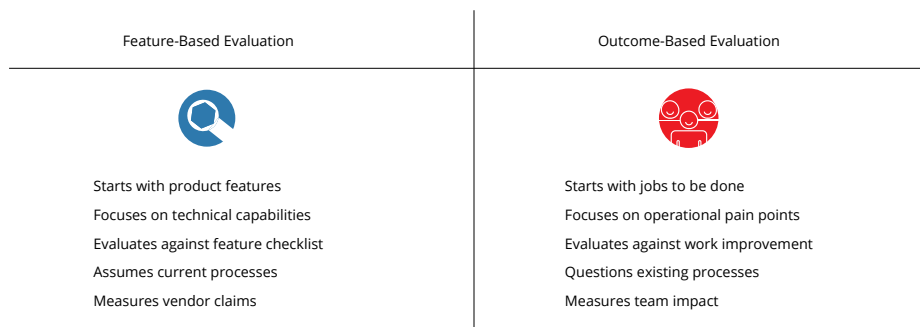 Feature-Based Evaluation
Outcome-Based Evaluation
Starts with product features
Focuses on technical capabilities
Evaluates against feature checklist
Assumes current processes
Measures vendor claims
Starts with jobs to be done
Focuses on operational pain points
Evaluates against work improvement
Questions existing processes
Measures team impact